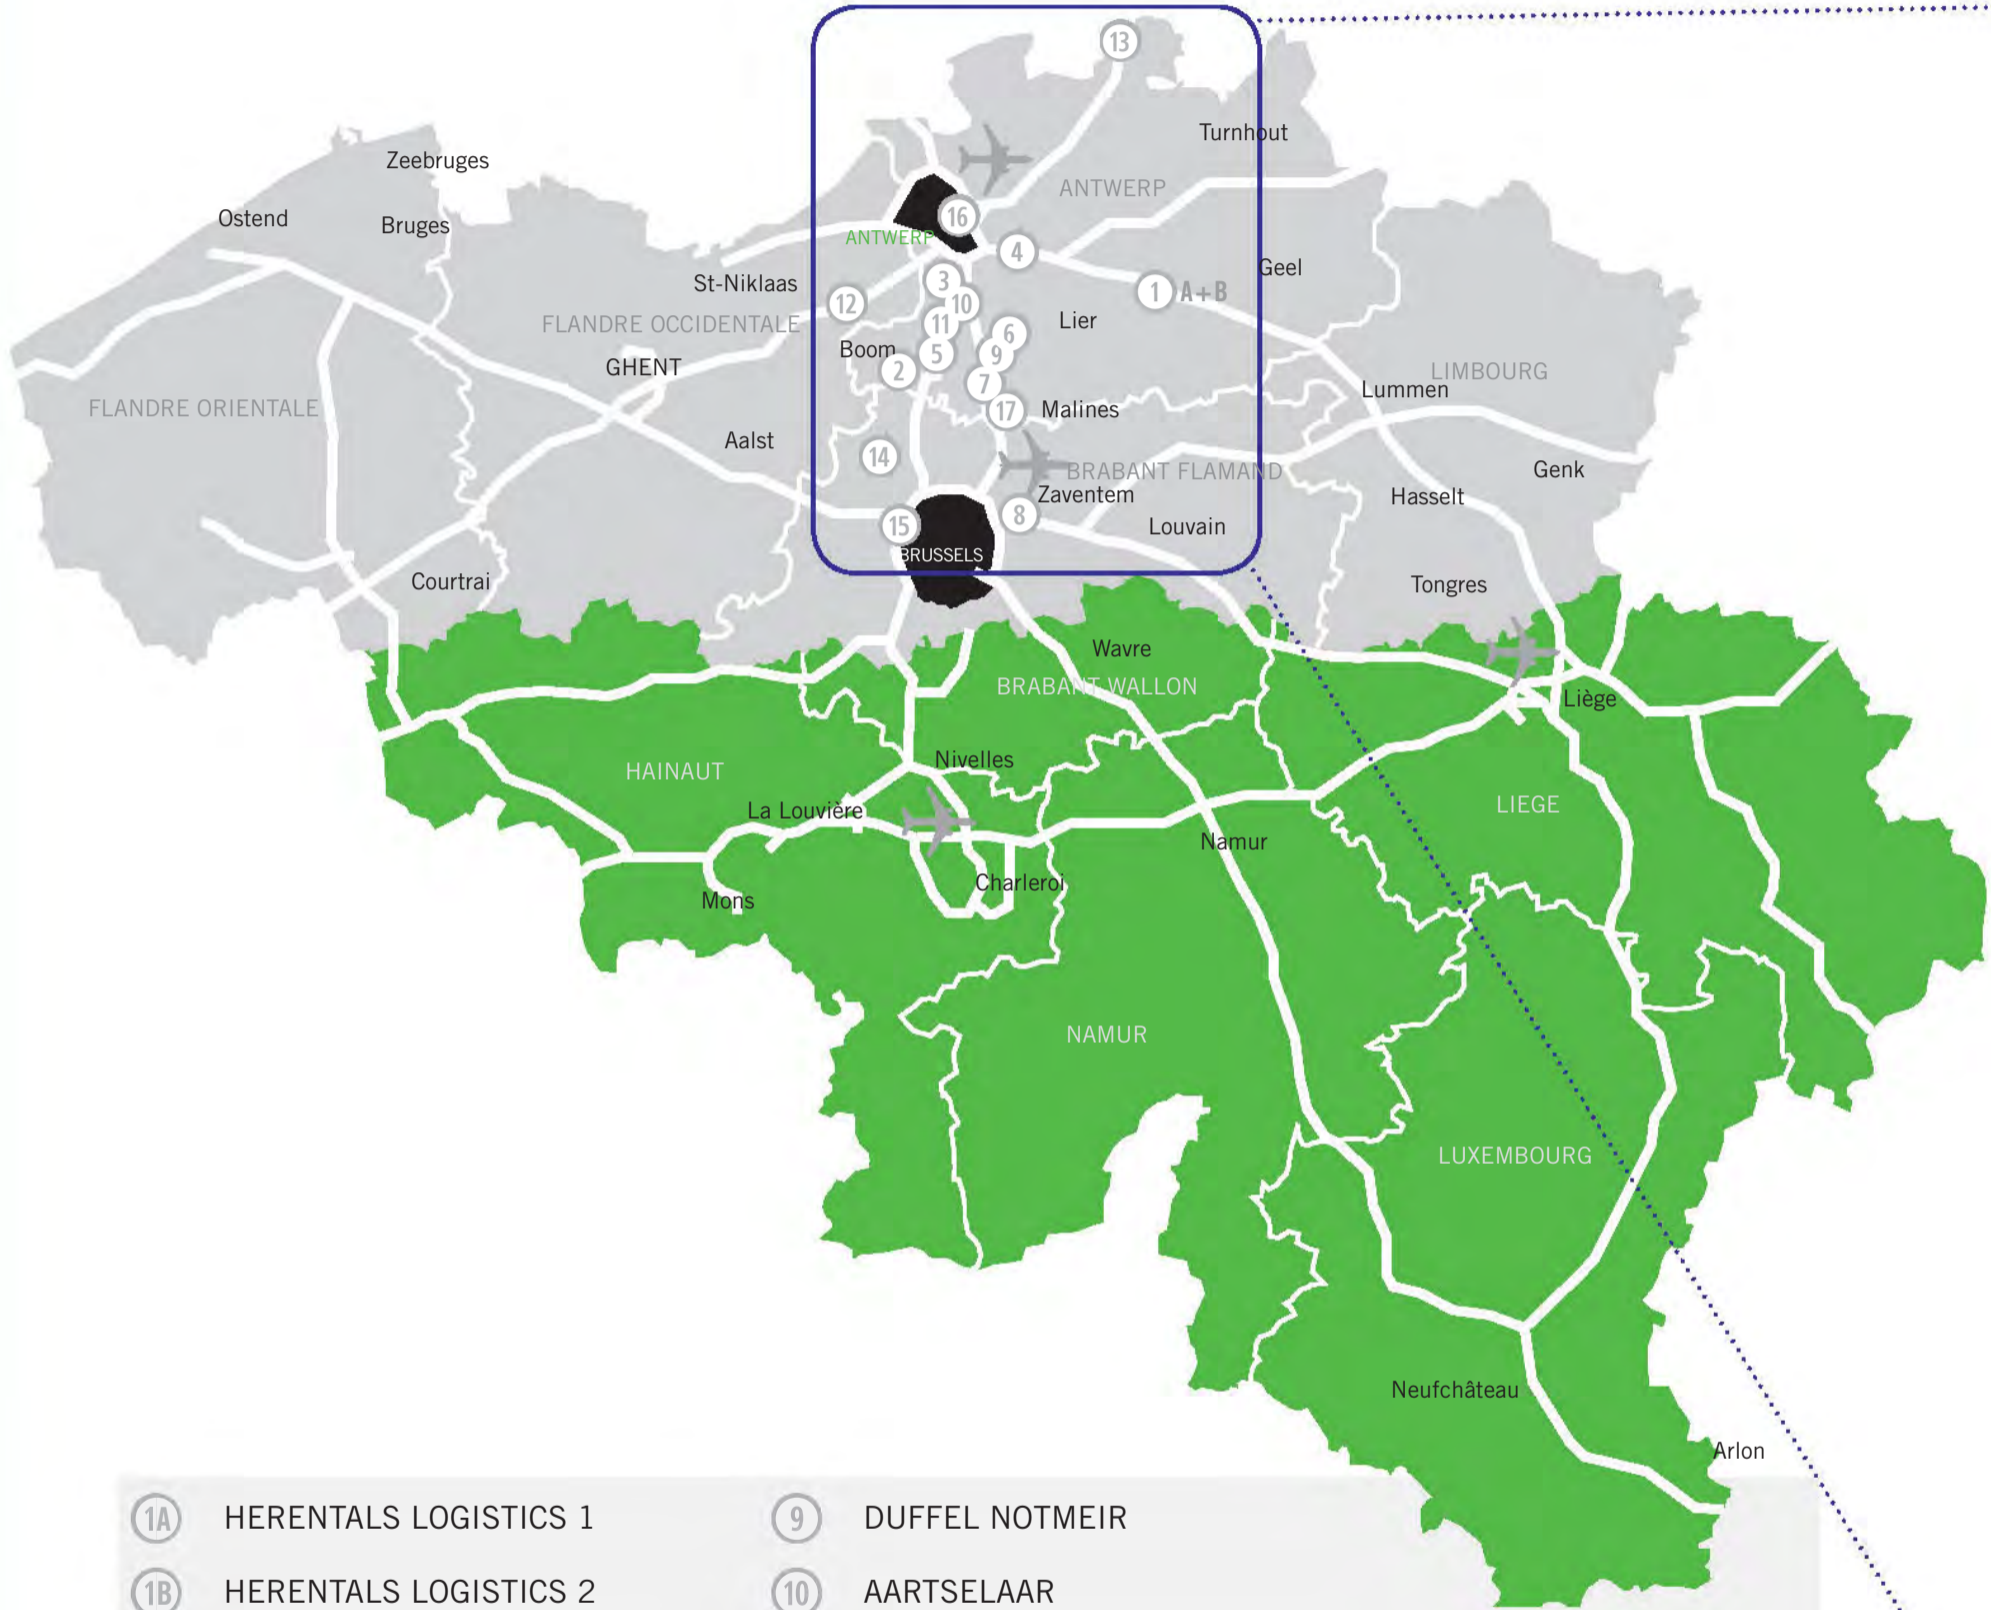 13
Turnhout
Zeebruges
ANTWERP
Ostend
Bruges
16
ANTWERP
4
Geel
St-Niklaas
3
1 A+B
12
10
FLANDRE OCCIDENTALE
11
Lier
6
Boom
5
9
GHENT
2
LIMBOURG
7
Lummen
FLANDRE ORIENTALE
17
Malines
Aalst
14
BRABANT FLAMAND
Genk
Zaventem
Hasselt
15
8
Louvain
BRUSSELS
Courtrai
Tongres
Wavre
BRABANT WALLON
Liège
Nivelles
HAINAUT
LIEGE
La Louvière
Namur
Charleroi
Mons
NAMUR
LUXEMBOURG
Neufchâteau
Arlon
1A HERENTALS LOGISTICS 1
9 DUFFEL NOTMEIR
1B HERENTALS LOGISTICS 2
10 AARTSELAAR